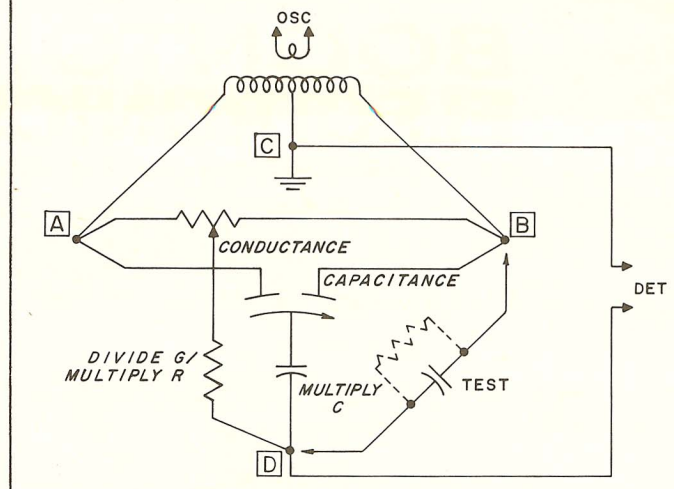 OSC
C
A
B
CONDUCTANCE
CAPACITANCE
DET
DIVIDE G/
MULTIPLY R
MULTIPLY
C
TEST
D